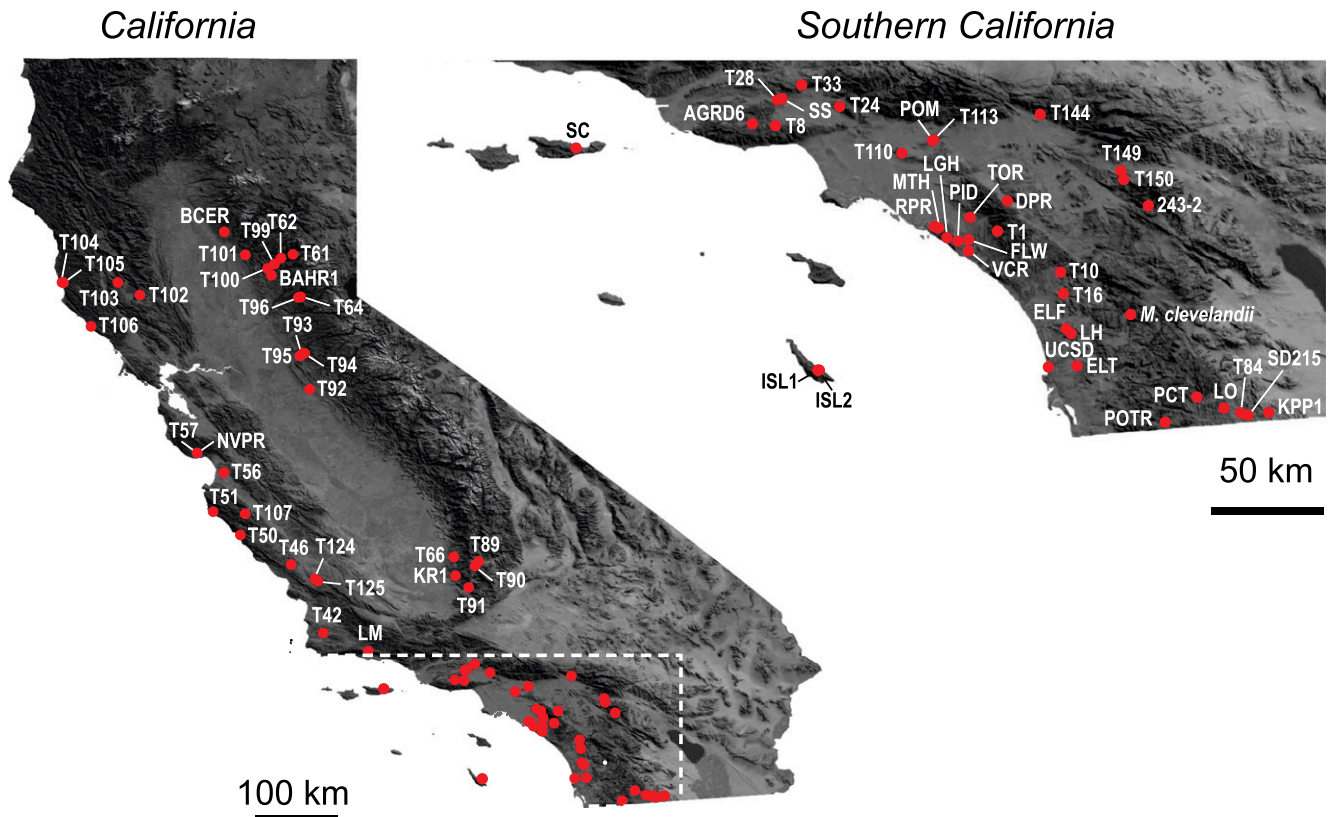 California
Southern California
BCER
T62
T99
T101
T61
T100
BAHR1
T104
T105
T103
T102
T106
T96
T64
T93
T95
T94
T92
T57
NVPR
T56
T51
T107
T50
T46
T124
T125
T66
T89
KR1
T90
T91
T42
LM
100 km
SC
T28
T33
SS
T24
AGRD6
T8
POM
T113
T144
T110
LGH
T149
T150
MTH
PID
TOR
RPR
DPR
243-2
T1
FLW
VCR
T10
T16
ELF
M. clevelandii
LH
UCSD
ELT
T84
SD215
ISL1
ISL2
PCT
LO
KPP1
POTR
50 km